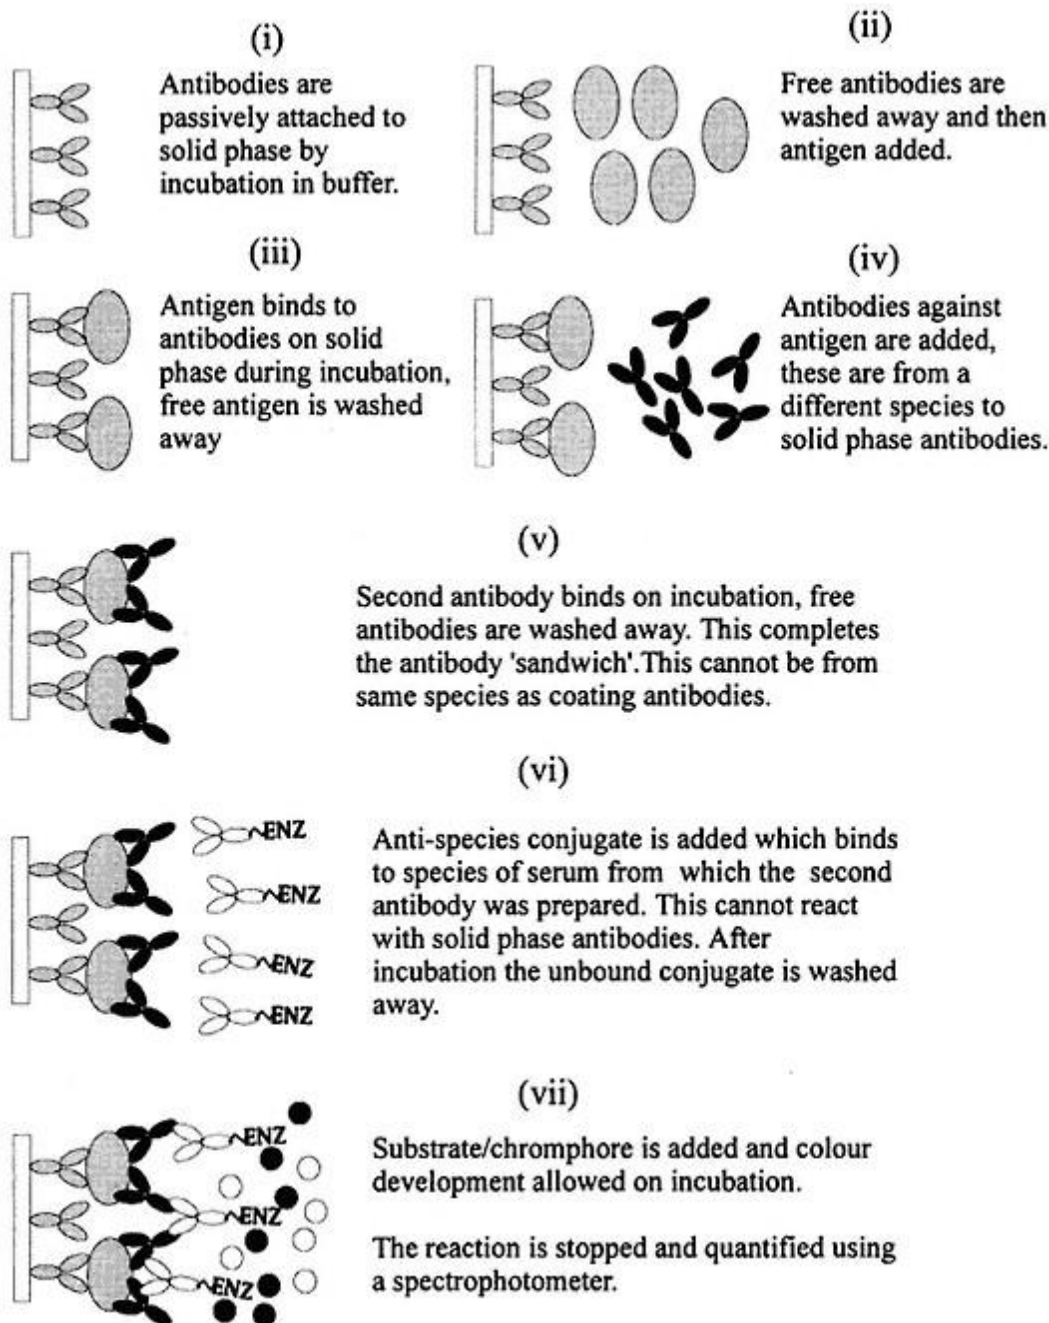 (i)
Antibodies are
passively attached to
solid phase by
incubation in buffer.
(ii)
Free antibodies are
washed away and then
antigen added.
(iii)
Antigen binds to
antibodies on solid
phase during incubation,
free antigen is washed
away
(iv)
Antibodies against
antigen are added,
these are from a
different species to
solid phase antibodies.
(v)
Second antibody binds on incubation, free
antibodies are washed away. This completes
the antibody 'sandwich'.This cannot be from
same species as coating antibodies.
(vi)
ENZ
ENZ
ENZ
ENZ
Anti-species conjugate is added which binds
to species of serum from which the second
antibody was prepared. This cannot react
with solid phase antibodies. After
incubation the unbound conjugate is washed
away.
(vii)
ENZ
ENZ
ENZ
Substrate/chromphore is added and colour
development allowed on incubation.
The reaction is stopped and quantified using
a spectrophotometer.